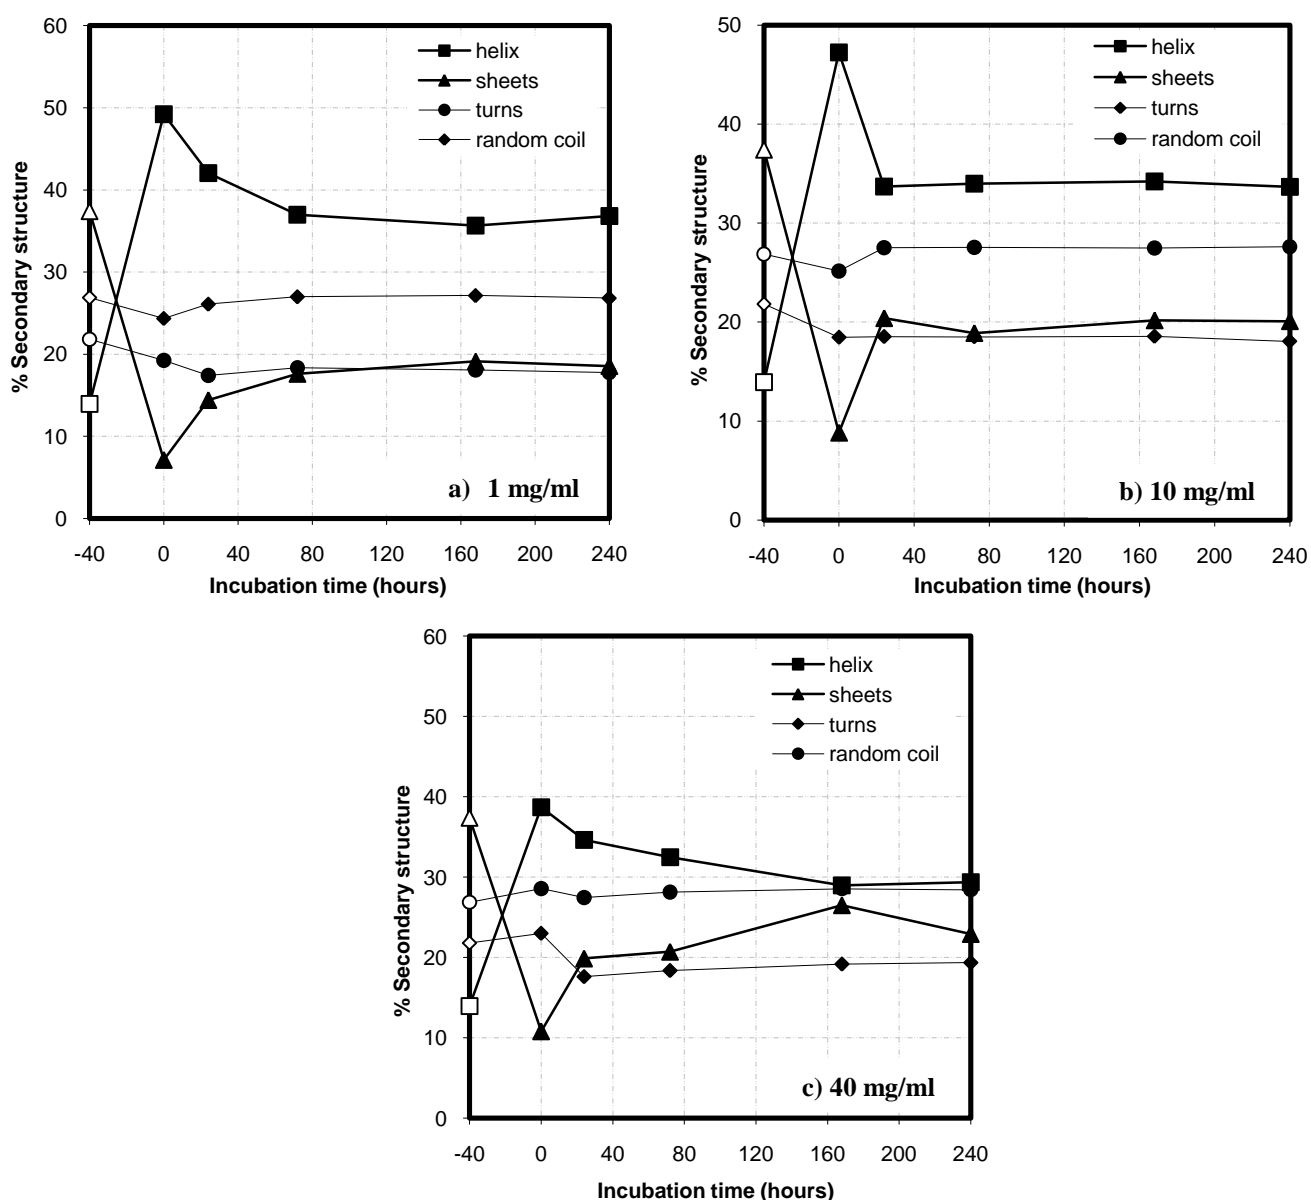 60
50
40
30
20
10
0
% Secondary structure
helix
sheets
turns
random coil
a) 1 mg/ml
-40 0 40 80 120 160 200 240
Incubation time (hours)
50
40
30
20
10
0
% Secondary structure
helix
sheets
turns
random coil
b) 10 mg/ml
-40 0 40 80 120 160 200 240
Incubation time (hours)
60
50
40
30
20
10
0
% Secondary structure
helix
sheets
turns
random coil
c) 40 mg/ml
-40 0 40 80 120 160 200 240
Incubation time (hours)